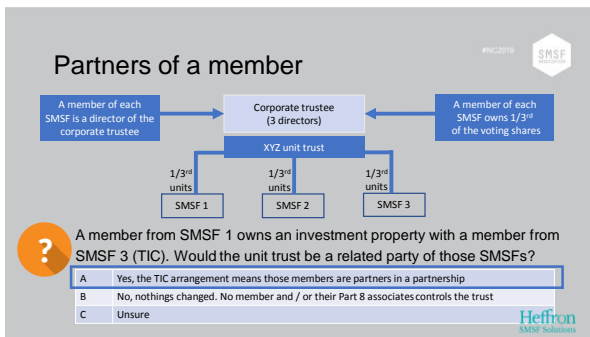 #NC2019
SMSF
ASSOCIATION
Partners of a member
A member of each
SMSF is a director of the
corporate trustee
Corporate trustee
(3 directors)
A member of each
SMSF owns 1/3rd
of the voting shares
XYZ unit trust
1/3rd
units
1/3rd
units
1/3rd
units
SMSF 1
SMSF 2
SMSF 3
?
A member from SMSF 1 owns an investment property with a member from
SMSF 3 (TIC). Would the unit trust be a related party of those SMSFs?
A Yes, the TIC arrangement means those members are partners in a partnership
B No, nothings changed. No member and / or their Part 8 associates controls the trust
C Unsure
Heffron
SMSF Solutions